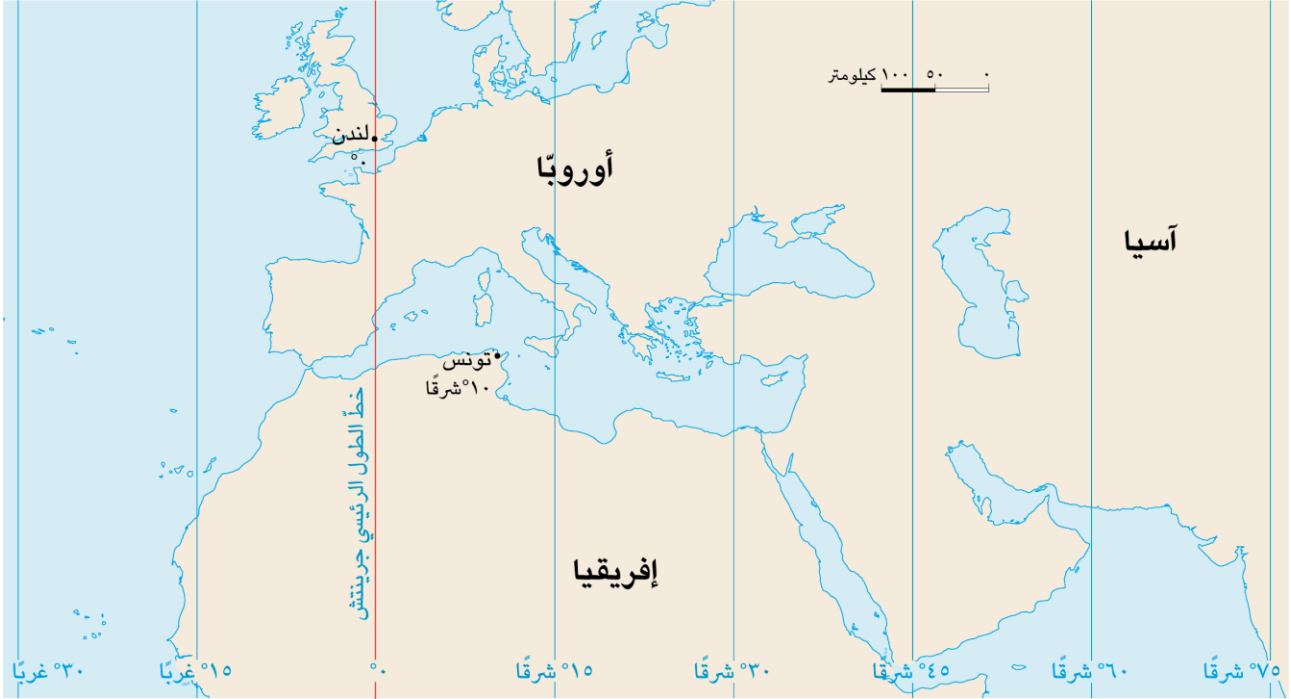 ٠ ٥٠ ١٠٠ كيلومتر
لندن
٠°
أوروبّا
آسيا
تونس
١٠° شرقًا
خطّ الطول الرئيسي جرينتش
إفريقيا
٣٠° غربًا
١٥° غربًا
٠°
١٥° شرقًا
٣٠° شرقًا
٤٥° شرقًا
٦٠° شرقًا
٧٥° شرقًا